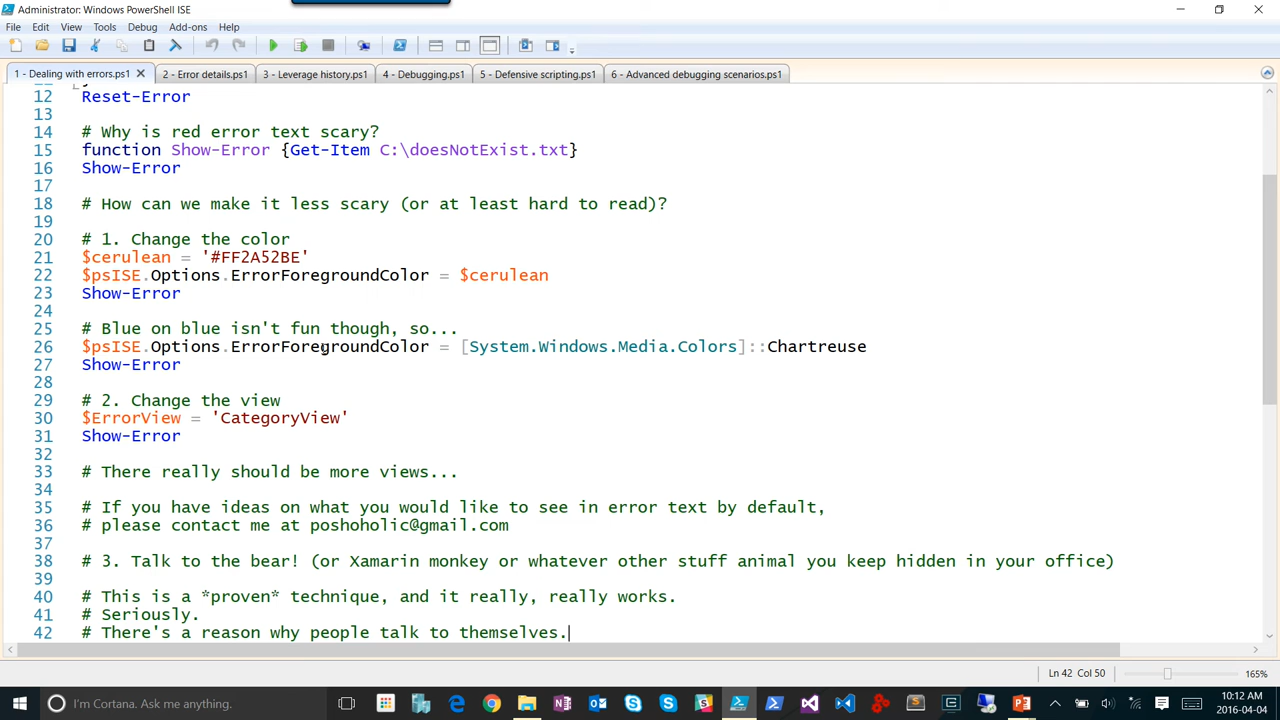 Administrator: Windows PowerShell ISE
File Edit View Tools Debug Add-ons Help
1 - Dealing with errors.ps1 2 - Error details.ps1 3 - Leverage history.ps1 4 - Debugging.ps1 5 - Defensive scripting.ps1 6 - Advanced debugging scenarios.ps1
12 Reset-Error
13
14 # Why is red error text scary?
15 function Show-Error {Get-Item C:\doesNotExist.txt}
16 Show-Error
17
18 # How can we make it less scary (or at least hard to read)?
19
20 # 1. Change the color
21 $cerulean = '#FF2A52BE'
22 $psISE.Options.ErrorForegroundColor = $cerulean
23 Show-Error
24
25 # Blue on blue isn't fun though, so...
26 $psISE.Options.ErrorForegroundColor = [System.Windows.Media.Colors]::Chartreuse
27 Show-Error
28
29 # 2. Change the view
30 $ErrorView = 'CategoryView'
31 Show-Error
32
33 # There really should be more views...
34
35 # If you have ideas on what you would like to see in error text by default,
36 # please contact me at poshoholic@gmail.com
37
38 # 3. Talk to the bear! (or Xamarin monkey or whatever other stuff animal you keep hidden in your office)
39
40 # This is a *proven* technique, and it really, really works.
41 # Seriously.
42 # There's a reason why people talk to themselves.
Ln 42 Col 50 165%
I'm Cortana. Ask me anything.
10:12 AM
2016-04-04